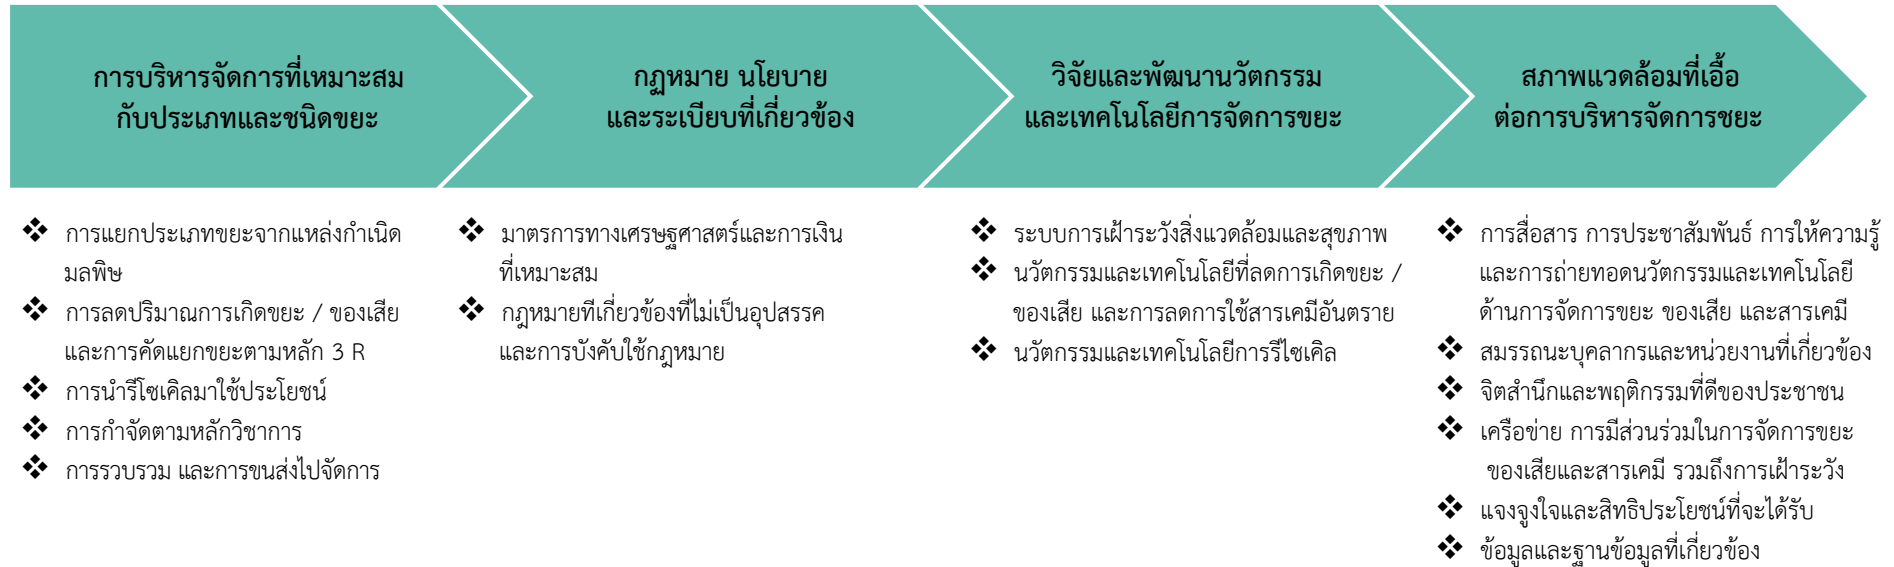 การบริหารจัดการที่เหมาะสม
กับประเภทและชนิดขยะ
กฎหมาย นโยบาย
และระเบียบที่เกี่ยวข้อง
วิจัยและพัฒนานวัตกรรม
และเทคโนโลยีการจัดการขยะ
สภาพแวดล้อมที่เอื้อ
ต่อการบริหารจัดการชยะ
❖ การแยกประเภทขยะจากแหล่งกำเนิด
มลพิษ
❖ การลดปริมาณการเกิดขยะ / ของเสีย
และการคัดแยกขยะตามหลัก 3 R
❖ การนำรีโซเคิลมาใช้ประโยชน์
❖ การกำจัดตามหลักวิชาการ
❖ การรวบรวม และการขนส่งไปจัดการ
❖ มาตรการทางเศรษฐศาสตร์และการเงิน
ที่เหมาะสม
❖ กฎหมายทีเกี่ยวข้องที่ไม่เป็นอุปสรรค
และการบังคับใช้กฎหมาย
❖ ระบบการเฝ้าระวังสิ่งแวดล้อมและสุขภาพ
❖ นวัตกรรมและเทคโนโลยีที่ลดการเกิดขยะ /
ของเสีย และการลดการใช้สารเคมีอันตราย
❖ นวัตกรรมและเทคโนโลยีการรีไซเคิล
❖ การสื่อสาร การประชาสัมพันธ์ การให้ความรู้
และการถ่ายทอดนวัตกรรมและเทคโนโลยี
ด้านการจัดการขยะ ของเสีย และสารเคมี
❖ สมรรถนะบุคลากรและหน่วยงานที่เกี่ยวข้อง
❖ จิตสำนึกและพฤติกรรมที่ดีของประชาชน
❖ เครือข่าย การมีส่วนร่วมในการจัดการขยะ
ของเสียและสารเคมี รวมถึงการเฝ้าระวัง
❖ แจงจูงใจและสิทธิประโยชน์ที่จะได้รับ
❖ ข้อมูลและฐานข้อมูลที่เกี่ยวข้อง